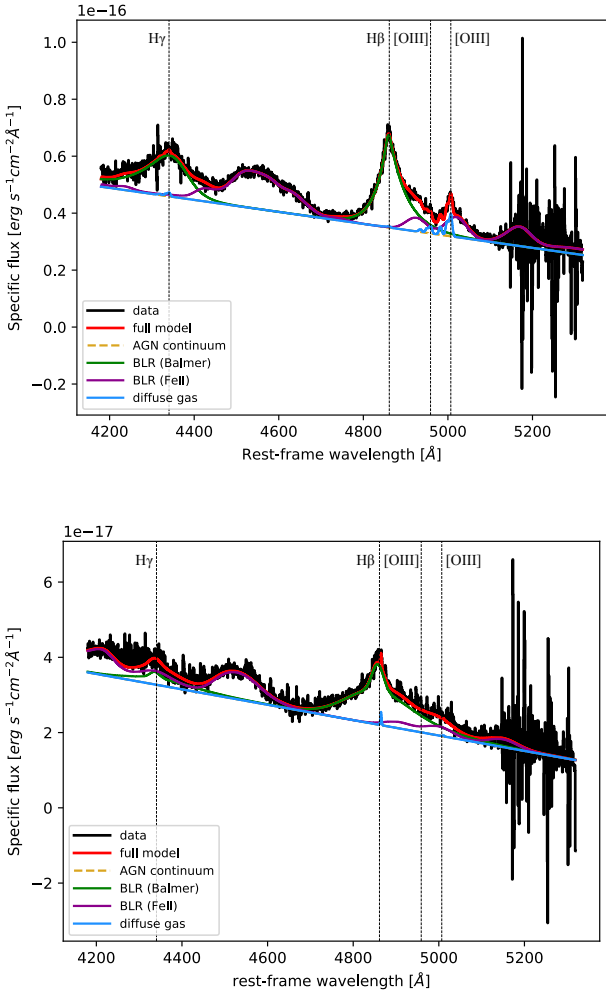 1e−16
Hγ Hβ [OIII] [OIII]
1.0
0.8
0.6
0.4
0.2
0.0
−0.2
Specific flux [erg s⁻¹cm⁻²Å⁻¹]
data
full model
AGN continuum
BLR (Balmer)
BLR (FeII)
diffuse gas
4200 4400 4600 4800 5000 5200
Rest-frame wavelength [Å]
1e−17
Hγ Hβ [OIII] [OIII]
6
4
2
0
−2
Specific flux [erg s⁻¹cm⁻²Å⁻¹]
data
full model
AGN continuum
BLR (Balmer)
BLR (FeII)
diffuse gas
4200 4400 4600 4800 5000 5200
rest-frame wavelength [Å]